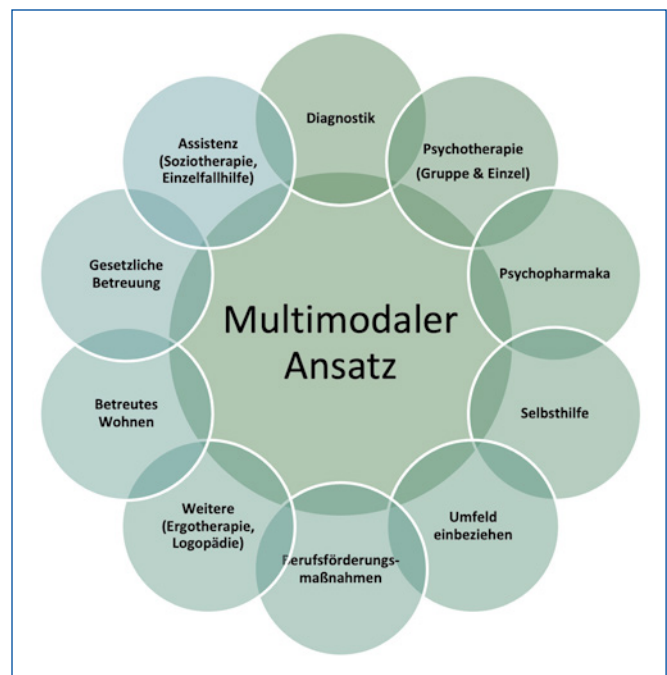 Diagnostik
Psychotherapie
(Gruppe & Einzel)
Psychopharmaka
Selbsthilfe
Umfeld
einbeziehen
Berufsförderungs-
maßnahmen
Weitere
(Ergotherapie,
Logopädie)
Betreutes
Wohnen
Gesetzliche
Betreuung
Assistenz
(Soziotherapie,
Einzelfallhilfe)
Multimodaler
Ansatz